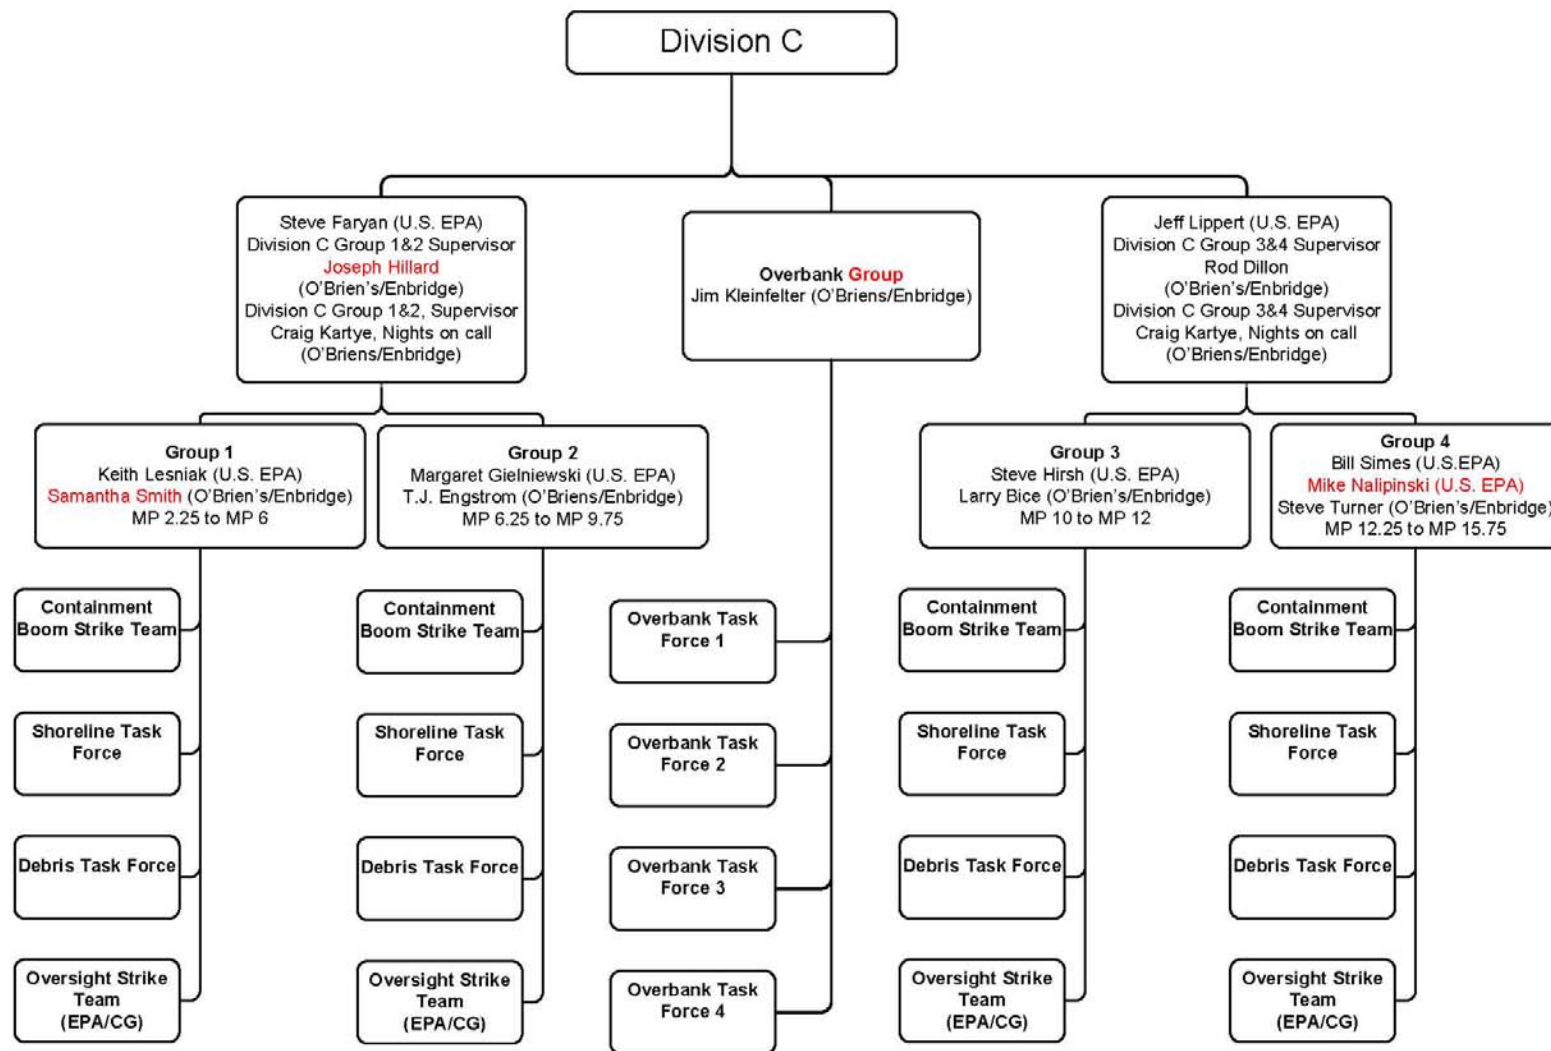 Division C
Steve Faryan (U.S. EPA)
Division C Group 1&2 Supervisor
Joseph Hillard
(O'Brien's/Enbridge)
Division C Group 1&2, Supervisor
Craig Kartye, Nights on call
(O'Briens/Enbridge)
Overbank Group
Jim Kleinfelter (O'Briens/Enbridge)
Jeff Lippert (U.S. EPA)
Division C Group 3&4 Supervisor
Rod Dillon
(O'Brien's/Enbridge)
Division C Group 3&4 Supervisor
Craig Kartye, Nights on call
(O'Briens/Enbridge)
Group 1
Keith Lesniak (U.S. EPA)
Samantha Smith (O'Brien's/Enbridge)
MP 2.25 to MP 6
Group 2
Margaret Gielniewski (U.S. EPA)
T.J. Engstrom (O'Briens/Enbridge)
MP 6.25 to MP 9.75
Group 3
Steve Hirsh (U.S. EPA)
Larry Bice (O'Brien's/Enbridge)
MP 10 to MP 12
Group 4
Bill Simes (U.S.EPA)
Mike Nalipinski (U.S. EPA)
Steve Turner (O'Brien's/Enbridge)
MP 12.25 to MP 15.75
Containment
Boom Strike Team
Shoreline Task
Force
Debris Task Force
Oversight Strike
Team
(EPA/CG)
Containment
Boom Strike Team
Shoreline Task
Force
Debris Task Force
Oversight Strike
Team
(EPA/CG)
Overbank Task
Force 1
Overbank Task
Force 2
Overbank Task
Force 3
Overbank Task
Force 4
Containment
Boom Strike Team
Shoreline Task
Force
Debris Task Force
Oversight Strike
Team
(EPA/CG)
Containment
Boom Strike Team
Shoreline Task
Force
Debris Task Force
Oversight Strike
Team
(EPA/CG)